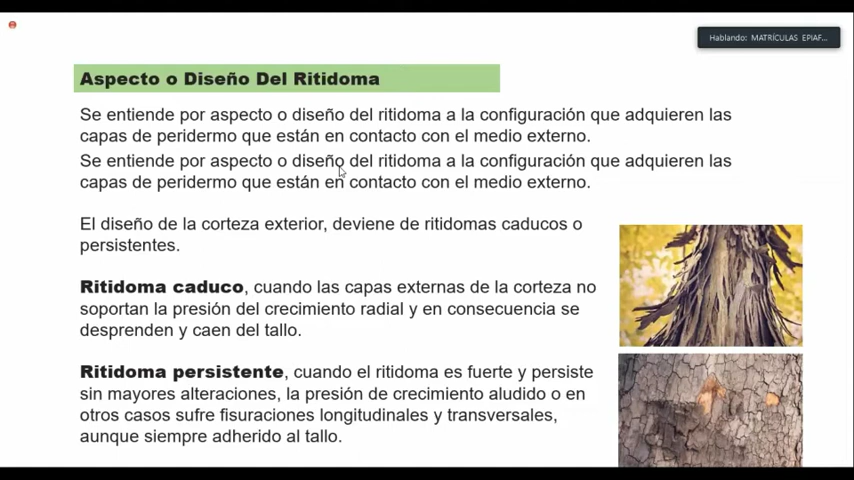 Hablando: MATRÍCULAS EPIAF...
Aspecto o Diseño Del Ritidoma
Se entiende por aspecto o diseño del ritidoma a la configuración que adquieren las
capas de peridermo que están en contacto con el medio externo.
Se entiende por aspecto o diseño del ritidoma a la configuración que adquieren las
capas de peridermo que están en contacto con el medio externo.
El diseño de la corteza exterior, deviene de ritidomas caducos o
persistentes.
Ritidoma caduco, cuando las capas externas de la corteza no
soportan la presión del crecimiento radial y en consecuencia se
desprenden y caen del tallo.
Ritidoma persistente, cuando el ritidoma es fuerte y persiste
sin mayores alteraciones, la presión de crecimiento aludido o en
otros casos sufre fisuraciones longitudinales y transversales,
aunque siempre adherido al tallo.